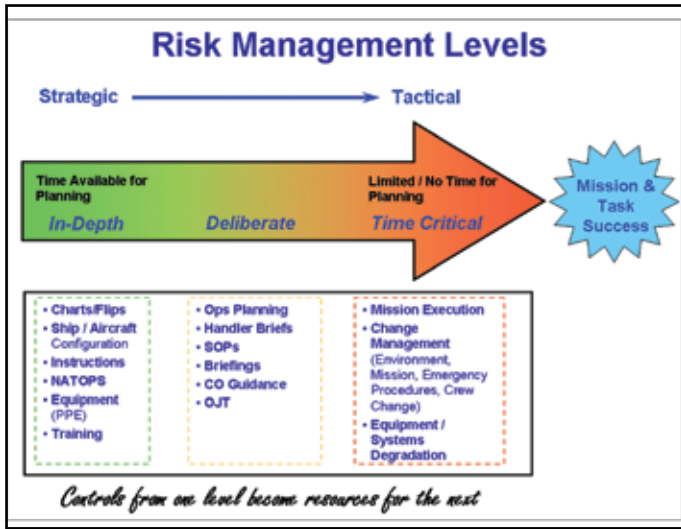 Risk Management Levels
Strategic
Tactical
Time Available for
Planning
Limited / No Time for
Planning
In-Depth
Deliberate
Time Critical
Mission &
Task
Success
• Charts/Flips
• Ship / Aircraft
Configuration
• Instructions
• NATOPS
• Equipment
(PPE)
• Training
• Ops Planning
• Handler Briefs
• SOPs
• Briefings
• CO Guidance
• OJT
• Mission Execution
• Change
Management
(Environment,
Mission, Emergency
Procedures, Crew
Change)
• Equipment /
Systems
Degradation
Controls from one level become resources for the next